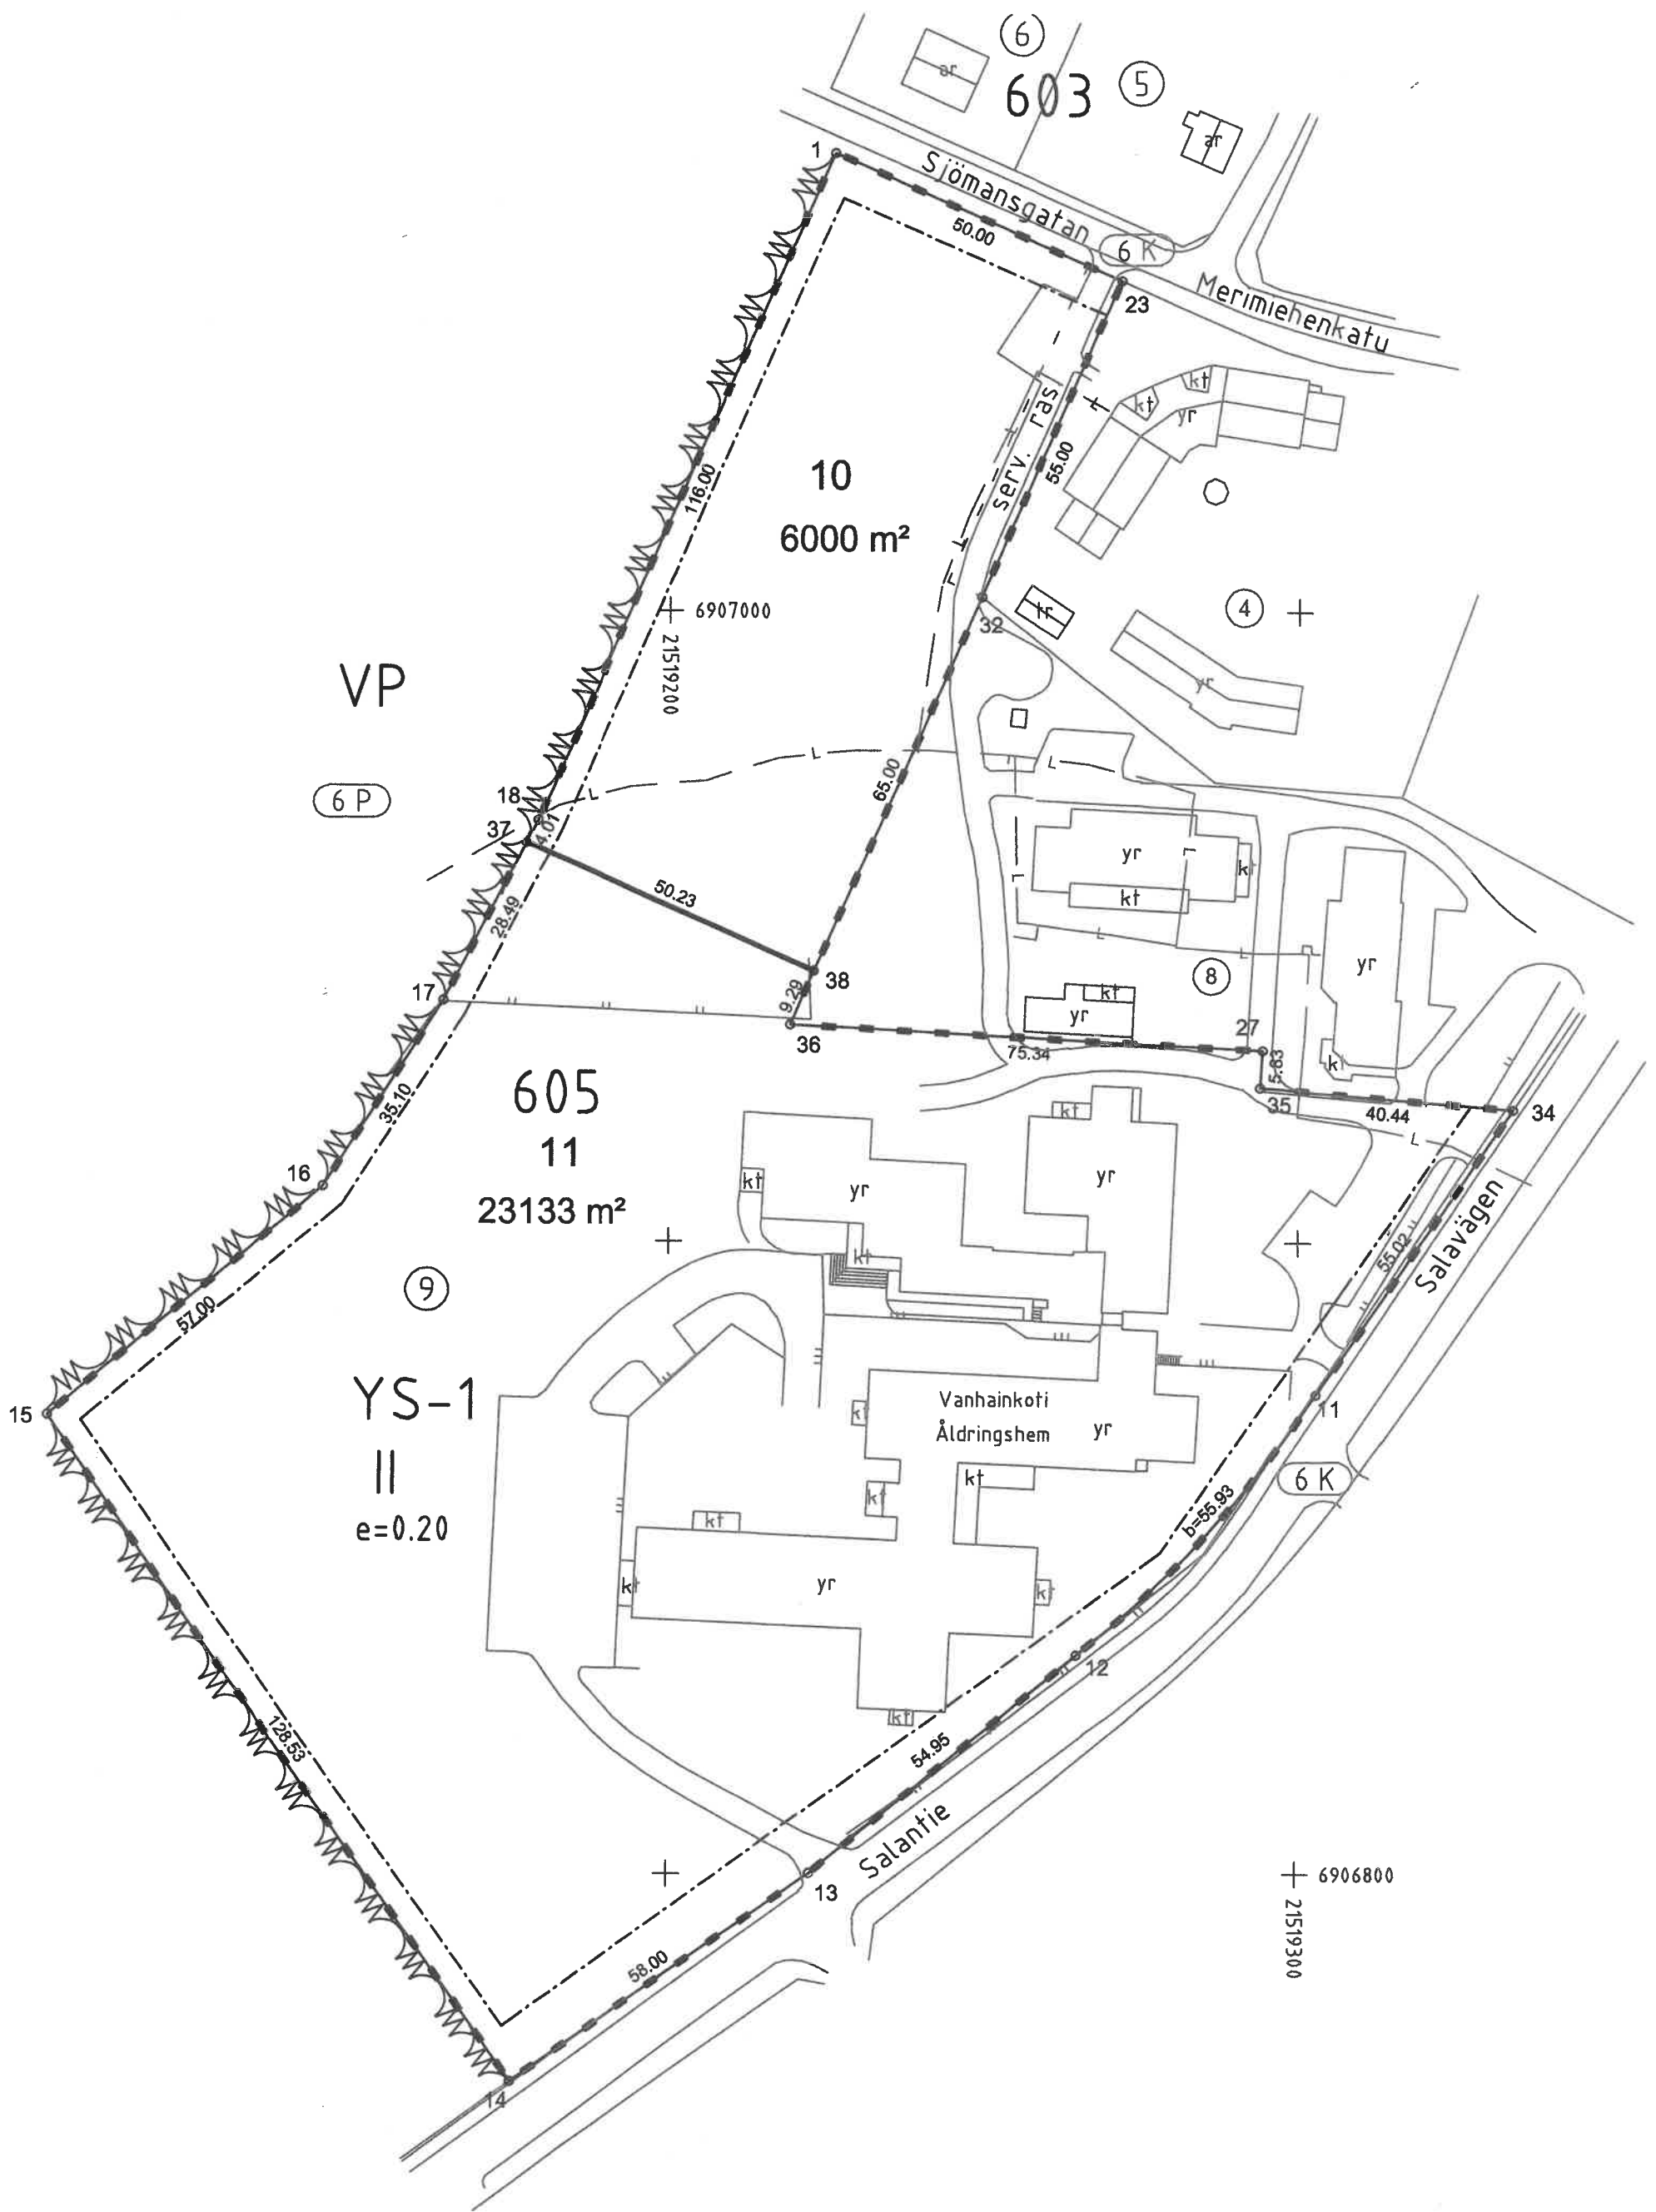 6
603
5
ar
ar
1
Sjömansgatan
50.00
6 K
23
Merimiehenkatu
kt
kt
yr
serv. ras
55.00
116.00
10
6000 m²
6907000
21519200
32
tr
4
yr
VP
6 P
18
37
4.01
L
L
L
65.00
50.23
28.49
17
38
9.29
36
yr
kt
kt
L
L
8
yr
kt
yr
27
75.34
5.83
kt
35
40.44
34
L
605
11
23133 m²
35.10
16
kt
yr
kt
yr
kt
9
57.00
55.02
Salavägen
15
YS-1
II
e=0.20
Vanhainkoti
Åldringshem
yr
kt
kt
kt
kt
11
6 K
b=55.93
kt
yr
kt
kt
12
128.53
54.95
Salantie
13
6906800
21519300
58.00
14